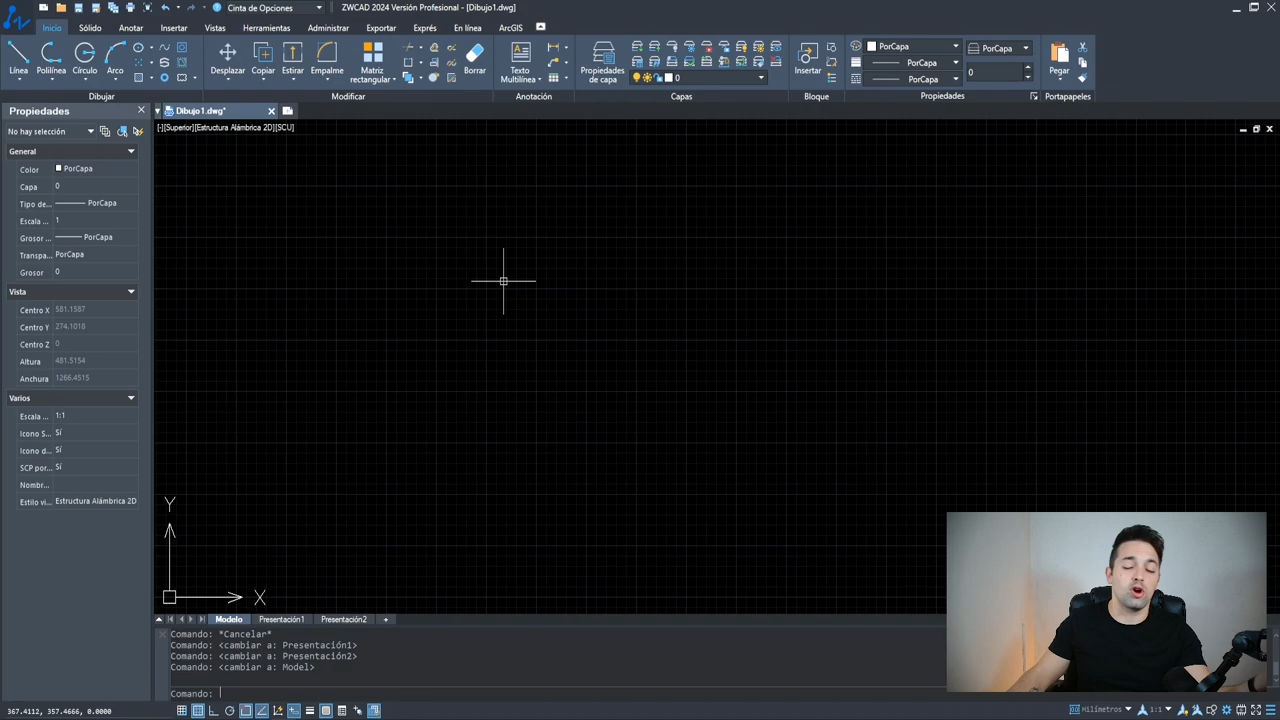 Cinta de Opciones
ZWCAD 2024 Versión Profesional - [Dibujo1.dwg]
Inicio Sólido Anotar Insertar Vistas Herramientas Administrar Exportar Exprés En línea ArcGIS
Línea Polilínea Círculo Arco
Desplazar Copiar Estirar Empalme Matriz rectangular Borrar
Texto Multilínea
Propiedades de capa
0
Insertar
PorCapa PorCapa
PorCapa
PorCapa 0
Pegar
Dibujar Modificar Anotación Capas Bloque Propiedades Portapapeles
Propiedades
Dibujo1.dwg*
No hay selección
[-][Superior][Estructura Alámbrica 2D][SCU]
General
Color PorCapa
Capa 0
Tipo de... PorCapa
Escala ... 1
Grosor ... PorCapa
Transpa... PorCapa
Grosor 0
Vista
Centro X 581.1587
Centro Y 274.1018
Centro Z 0
Altura 481.5154
Anchura 1266.4515
Varios
Escala ... 1:1
Icono S... Sí
Icono d... Sí
SCP por... Sí
Nombr...
Estilo vi... Estructura Alámbrica 2D
Y
X
Modelo Presentación1 Presentación2 +
Comando: *Cancelar*
Comando: <cambiar a: Presentación1>
Comando: <cambiar a: Presentación2>
Comando: <cambiar a: Model>
Comando:
367.4112, 357.4666, 0.0000
Milímetros 1:1